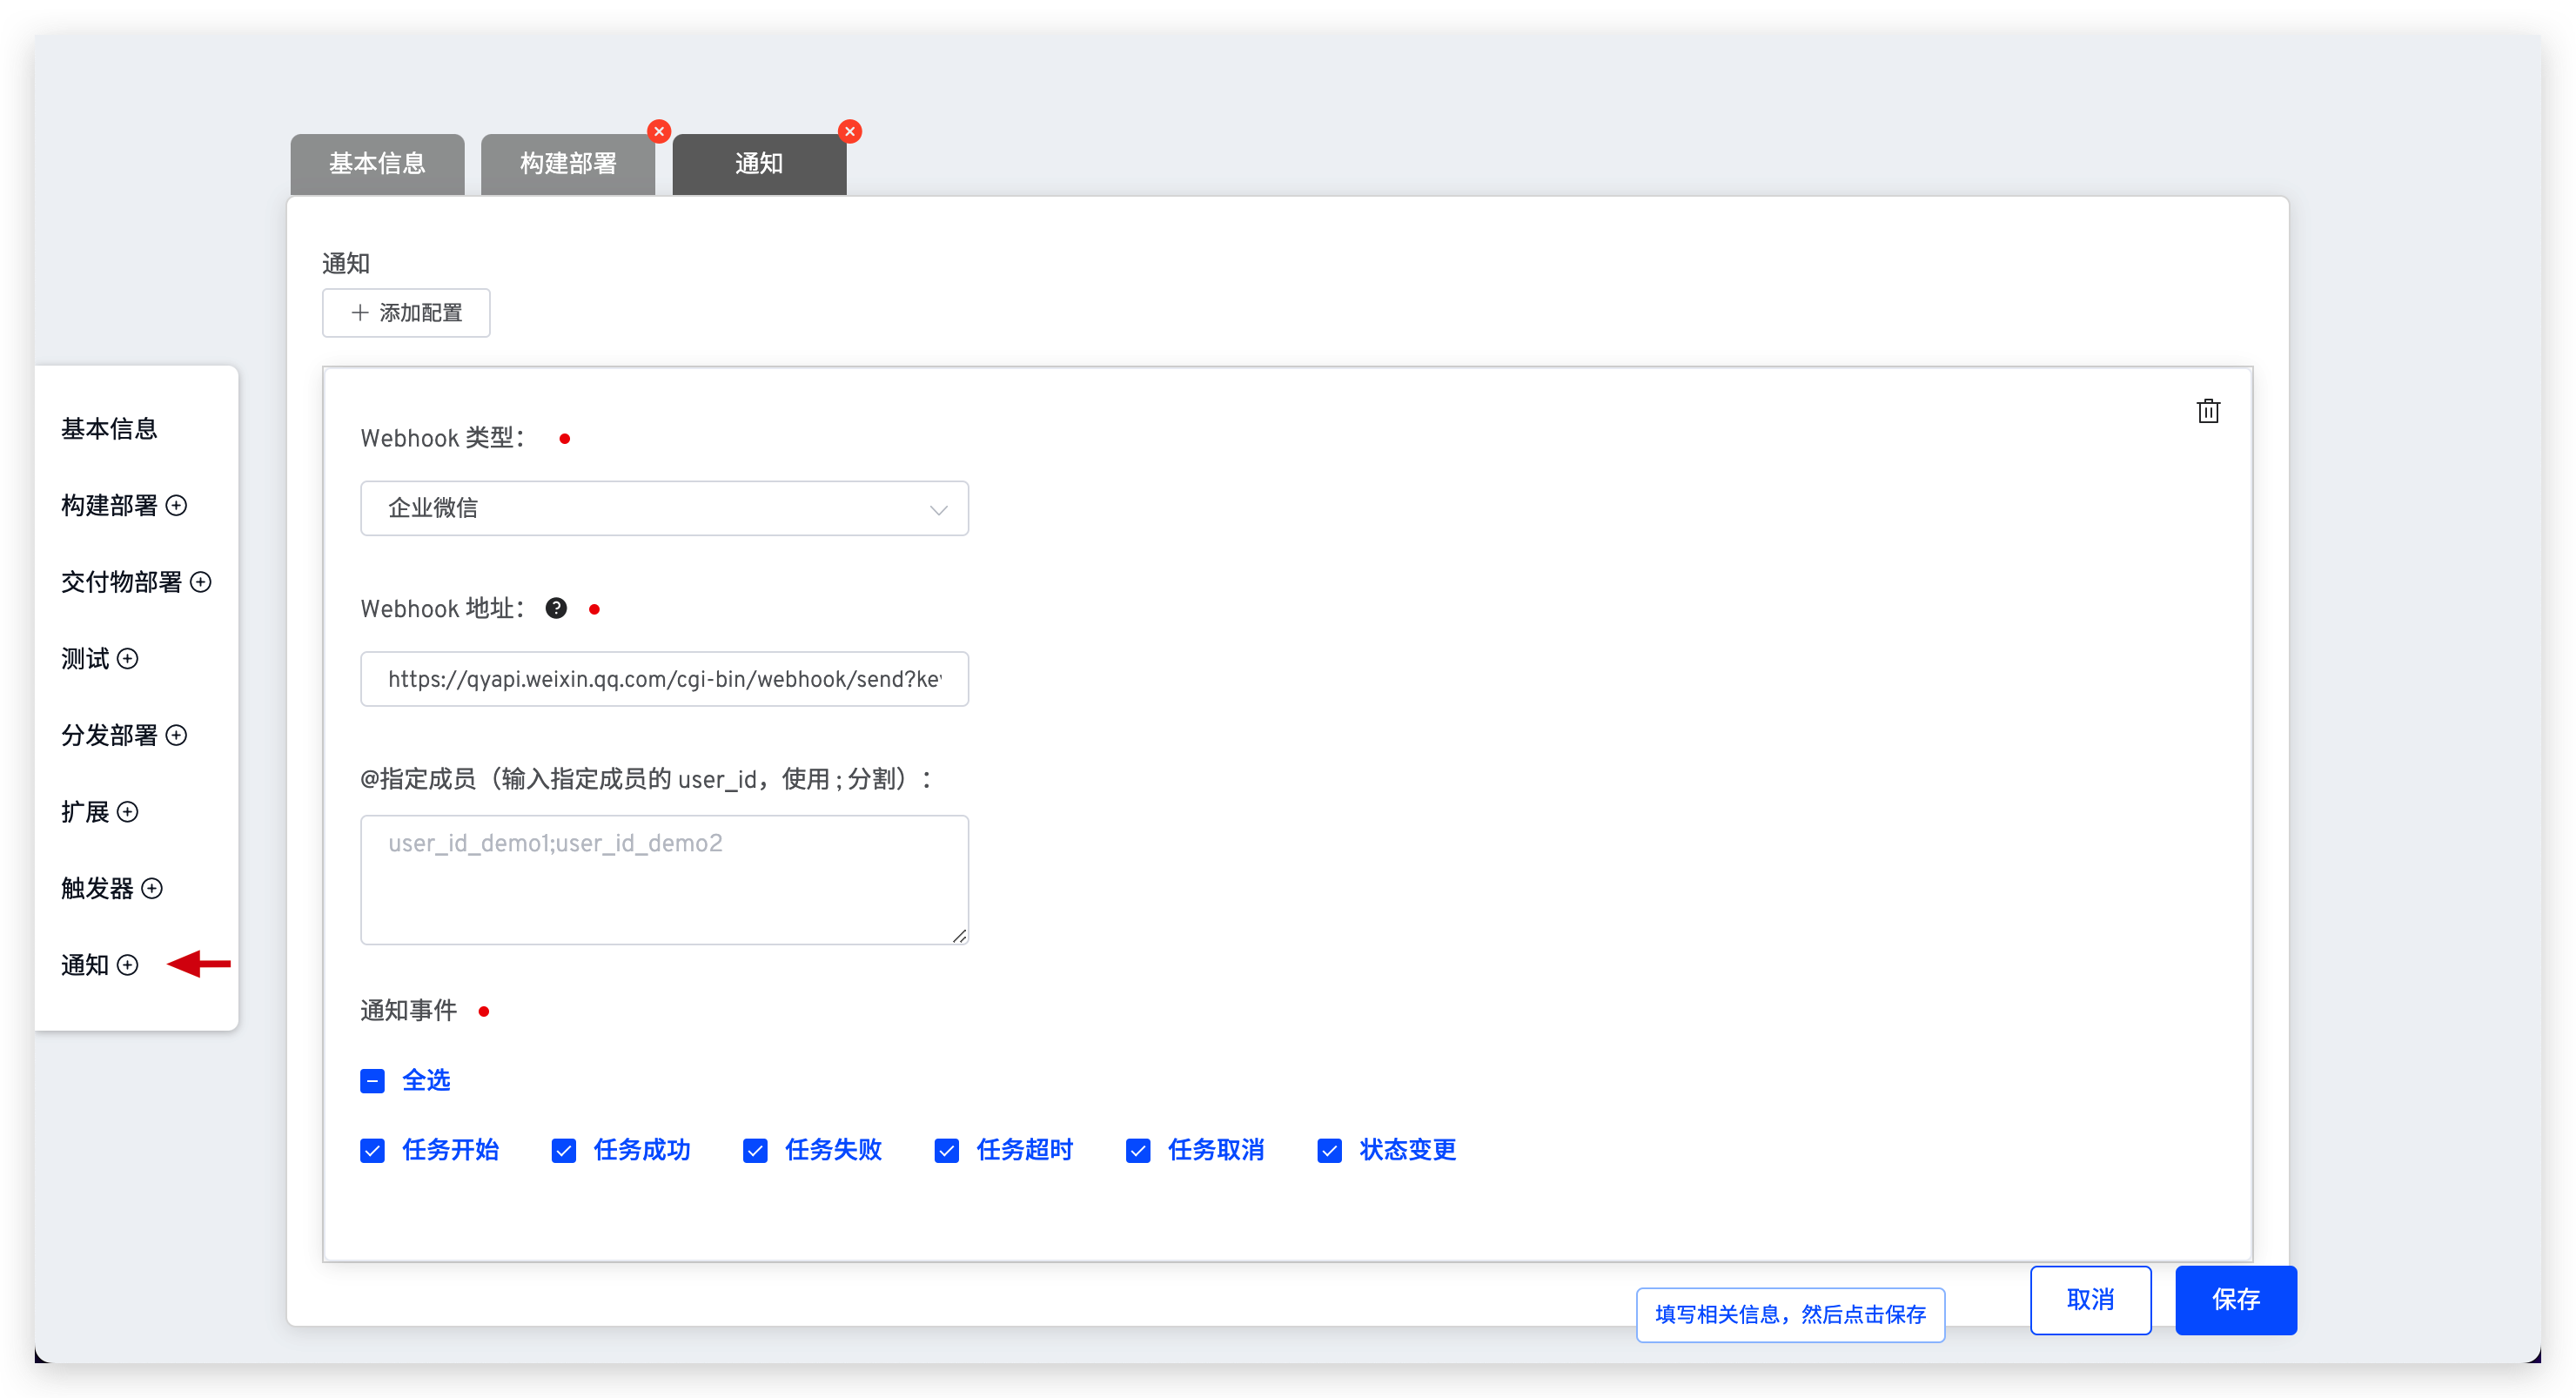 基本信息
构建部署
通知
通知
添加配置
基本信息
构建部署
交付物部署
测试
分发部署
扩展
触发器
通知
Webhook 类型：
企业微信
Webhook 地址：
https://qyapi.weixin.qq.com/cgi-bin/webhook/send?key
@指定成员（输入指定成员的 user_id，使用 ; 分割）：
user_id_demo1;user_id_demo2
通知事件
全选
任务开始 任务成功 任务失败 任务超时 任务取消 状态变更
填写相关信息，然后点击保存
取消
保存